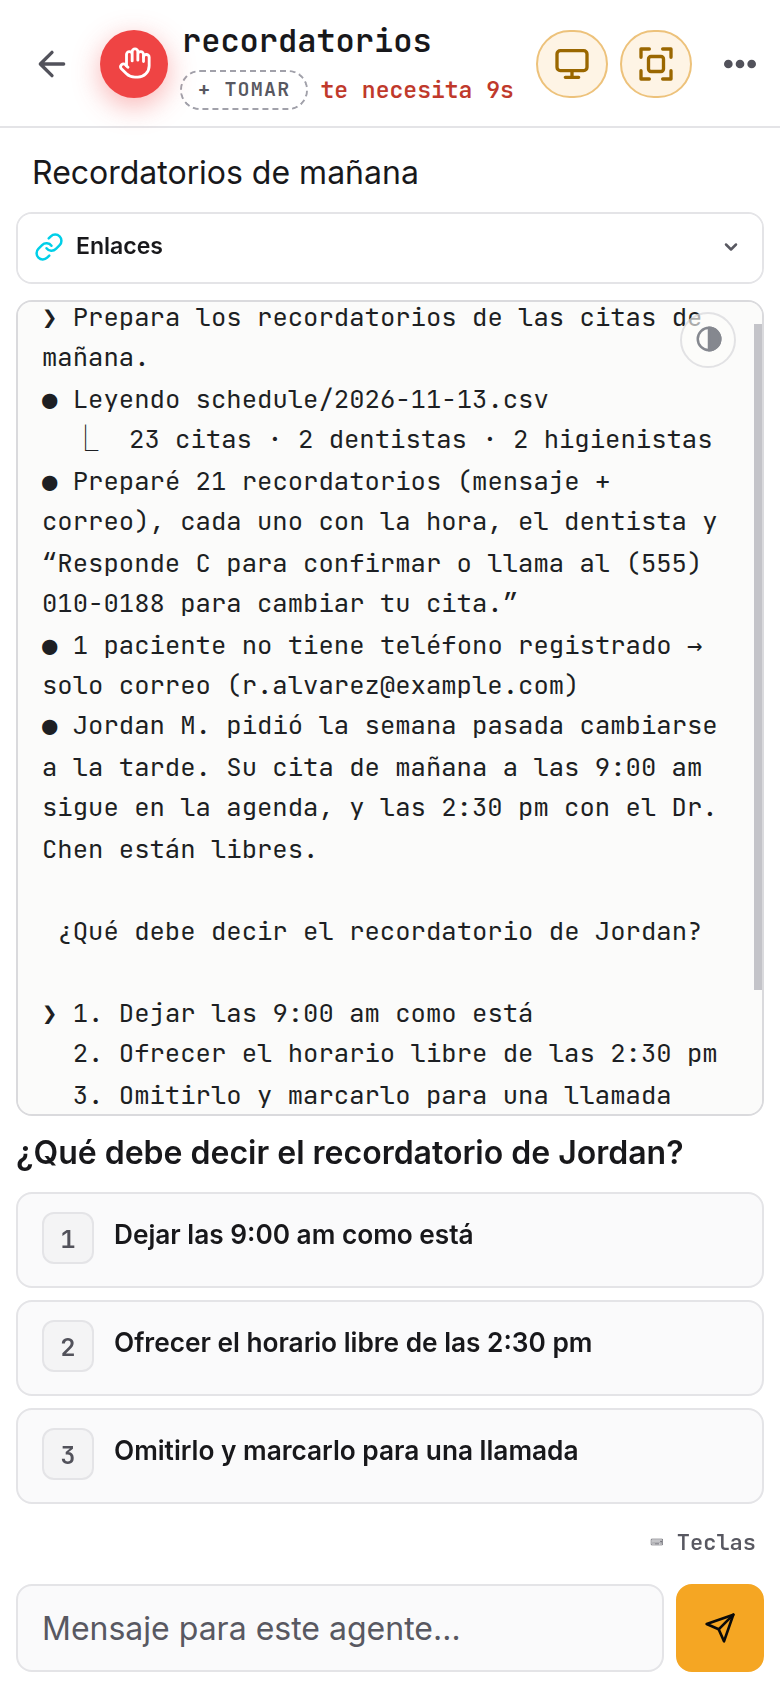 recordatorios
+ TOMAR te necesita 9s
Recordatorios de mañana
Enlaces
❯ Prepara los recordatorios de las citas de
mañana.
● Leyendo schedule/2026-11-13.csv
⎿ 23 citas · 2 dentistas · 2 higienistas
● Preparé 21 recordatorios (mensaje +
correo), cada uno con la hora, el dentista y
“Responde C para confirmar o llama al (555)
010-0188 para cambiar tu cita.”
● 1 paciente no tiene teléfono registrado →
solo correo (r.alvarez@example.com)
● Jordan M. pidió la semana pasada cambiarse
a la tarde. Su cita de mañana a las 9:00 am
sigue en la agenda, y las 2:30 pm con el Dr.
Chen están libres.
¿Qué debe decir el recordatorio de Jordan?
❯ 1. Dejar las 9:00 am como está
2. Ofrecer el horario libre de las 2:30 pm
3. Omitirlo y marcarlo para una llamada
¿Qué debe decir el recordatorio de Jordan?
1 Dejar las 9:00 am como está
2 Ofrecer el horario libre de las 2:30 pm
3 Omitirlo y marcarlo para una llamada
⌨ Teclas
Mensaje para este agente...